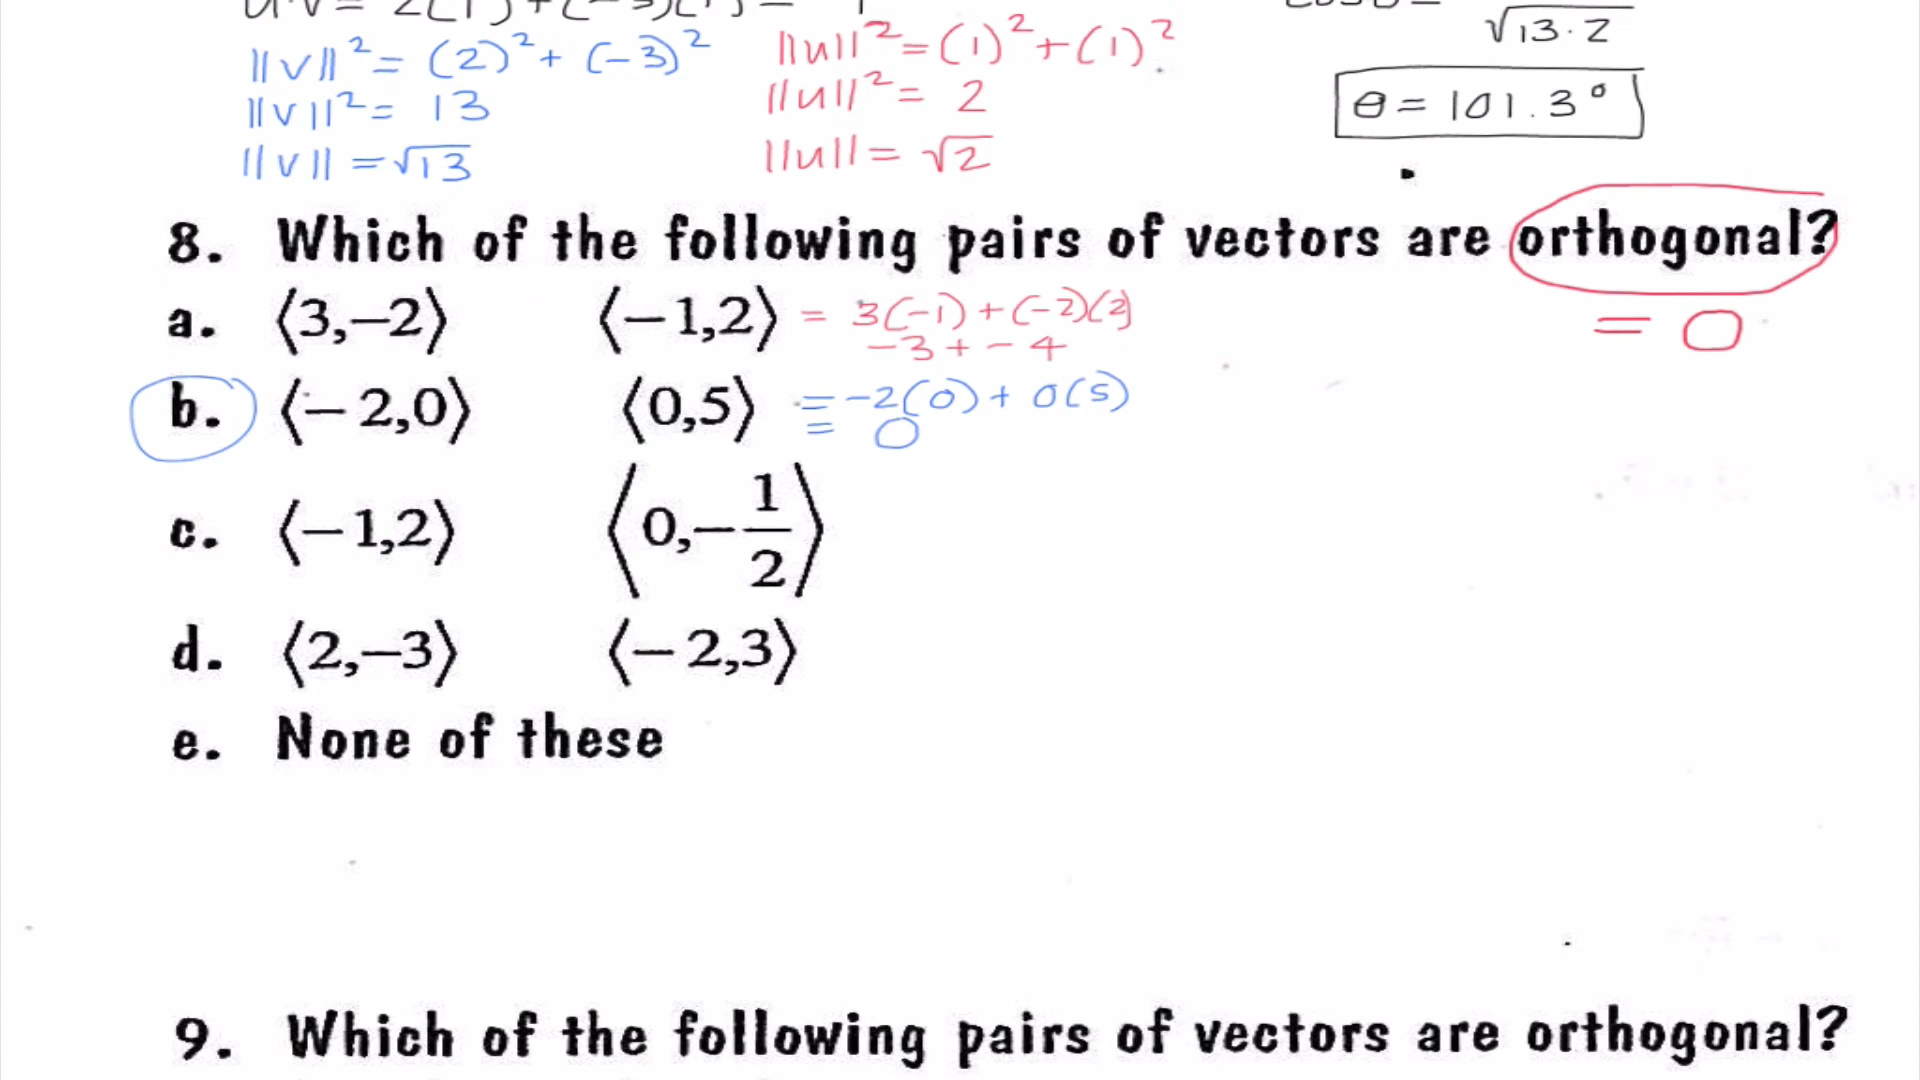 ||v||² = (2)² + (-3)² ||u||² = (1)² + (1)² √13·2
||v||² = 13 ||u||² = 2 θ = 101.3°
||v|| = √13 ||u|| = √2
8. Which of the following pairs of vectors are orthogonal?
a. ⟨3,−2⟩ ⟨−1,2⟩ = 3(-1) + (-2)(2) = 0
-3 + -4
b. ⟨−2,0⟩ ⟨0,5⟩ = -2(0) + 0(5)
= 0
c. ⟨−1,2⟩ ⟨0,−1/2⟩
d. ⟨2,−3⟩ ⟨−2,3⟩
e. None of these
9. Which of the following pairs of vectors are orthogonal?